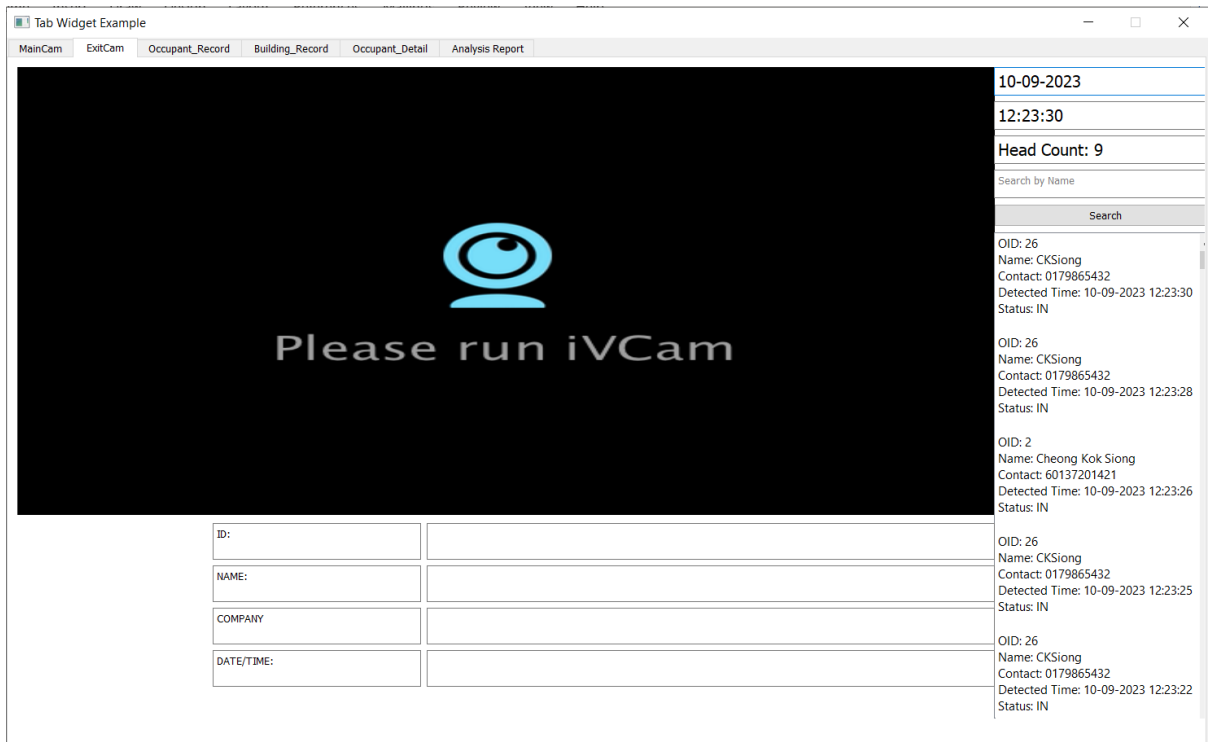 Tab Widget Example
MainCam
ExitCam
Occupant_Record
Building_Record
Occupant_Detail
Analysis Report
Please run iVCam
ID:
NAME:
COMPANY
DATE/TIME:
10-09-2023
12:23:30
Head Count: 9
Search by Name
Search
OID: 26
Name: CKSiong
Contact: 0179865432
Detected Time: 10-09-2023 12:23:30
Status: IN
OID: 26
Name: CKSiong
Contact: 0179865432
Detected Time: 10-09-2023 12:23:28
Status: IN
OID: 2
Name: Cheong Kok Siong
Contact: 60137201421
Detected Time: 10-09-2023 12:23:26
Status: IN
OID: 26
Name: CKSiong
Contact: 0179865432
Detected Time: 10-09-2023 12:23:25
Status: IN
OID: 26
Name: CKSiong
Contact: 0179865432
Detected Time: 10-09-2023 12:23:22
Status: IN